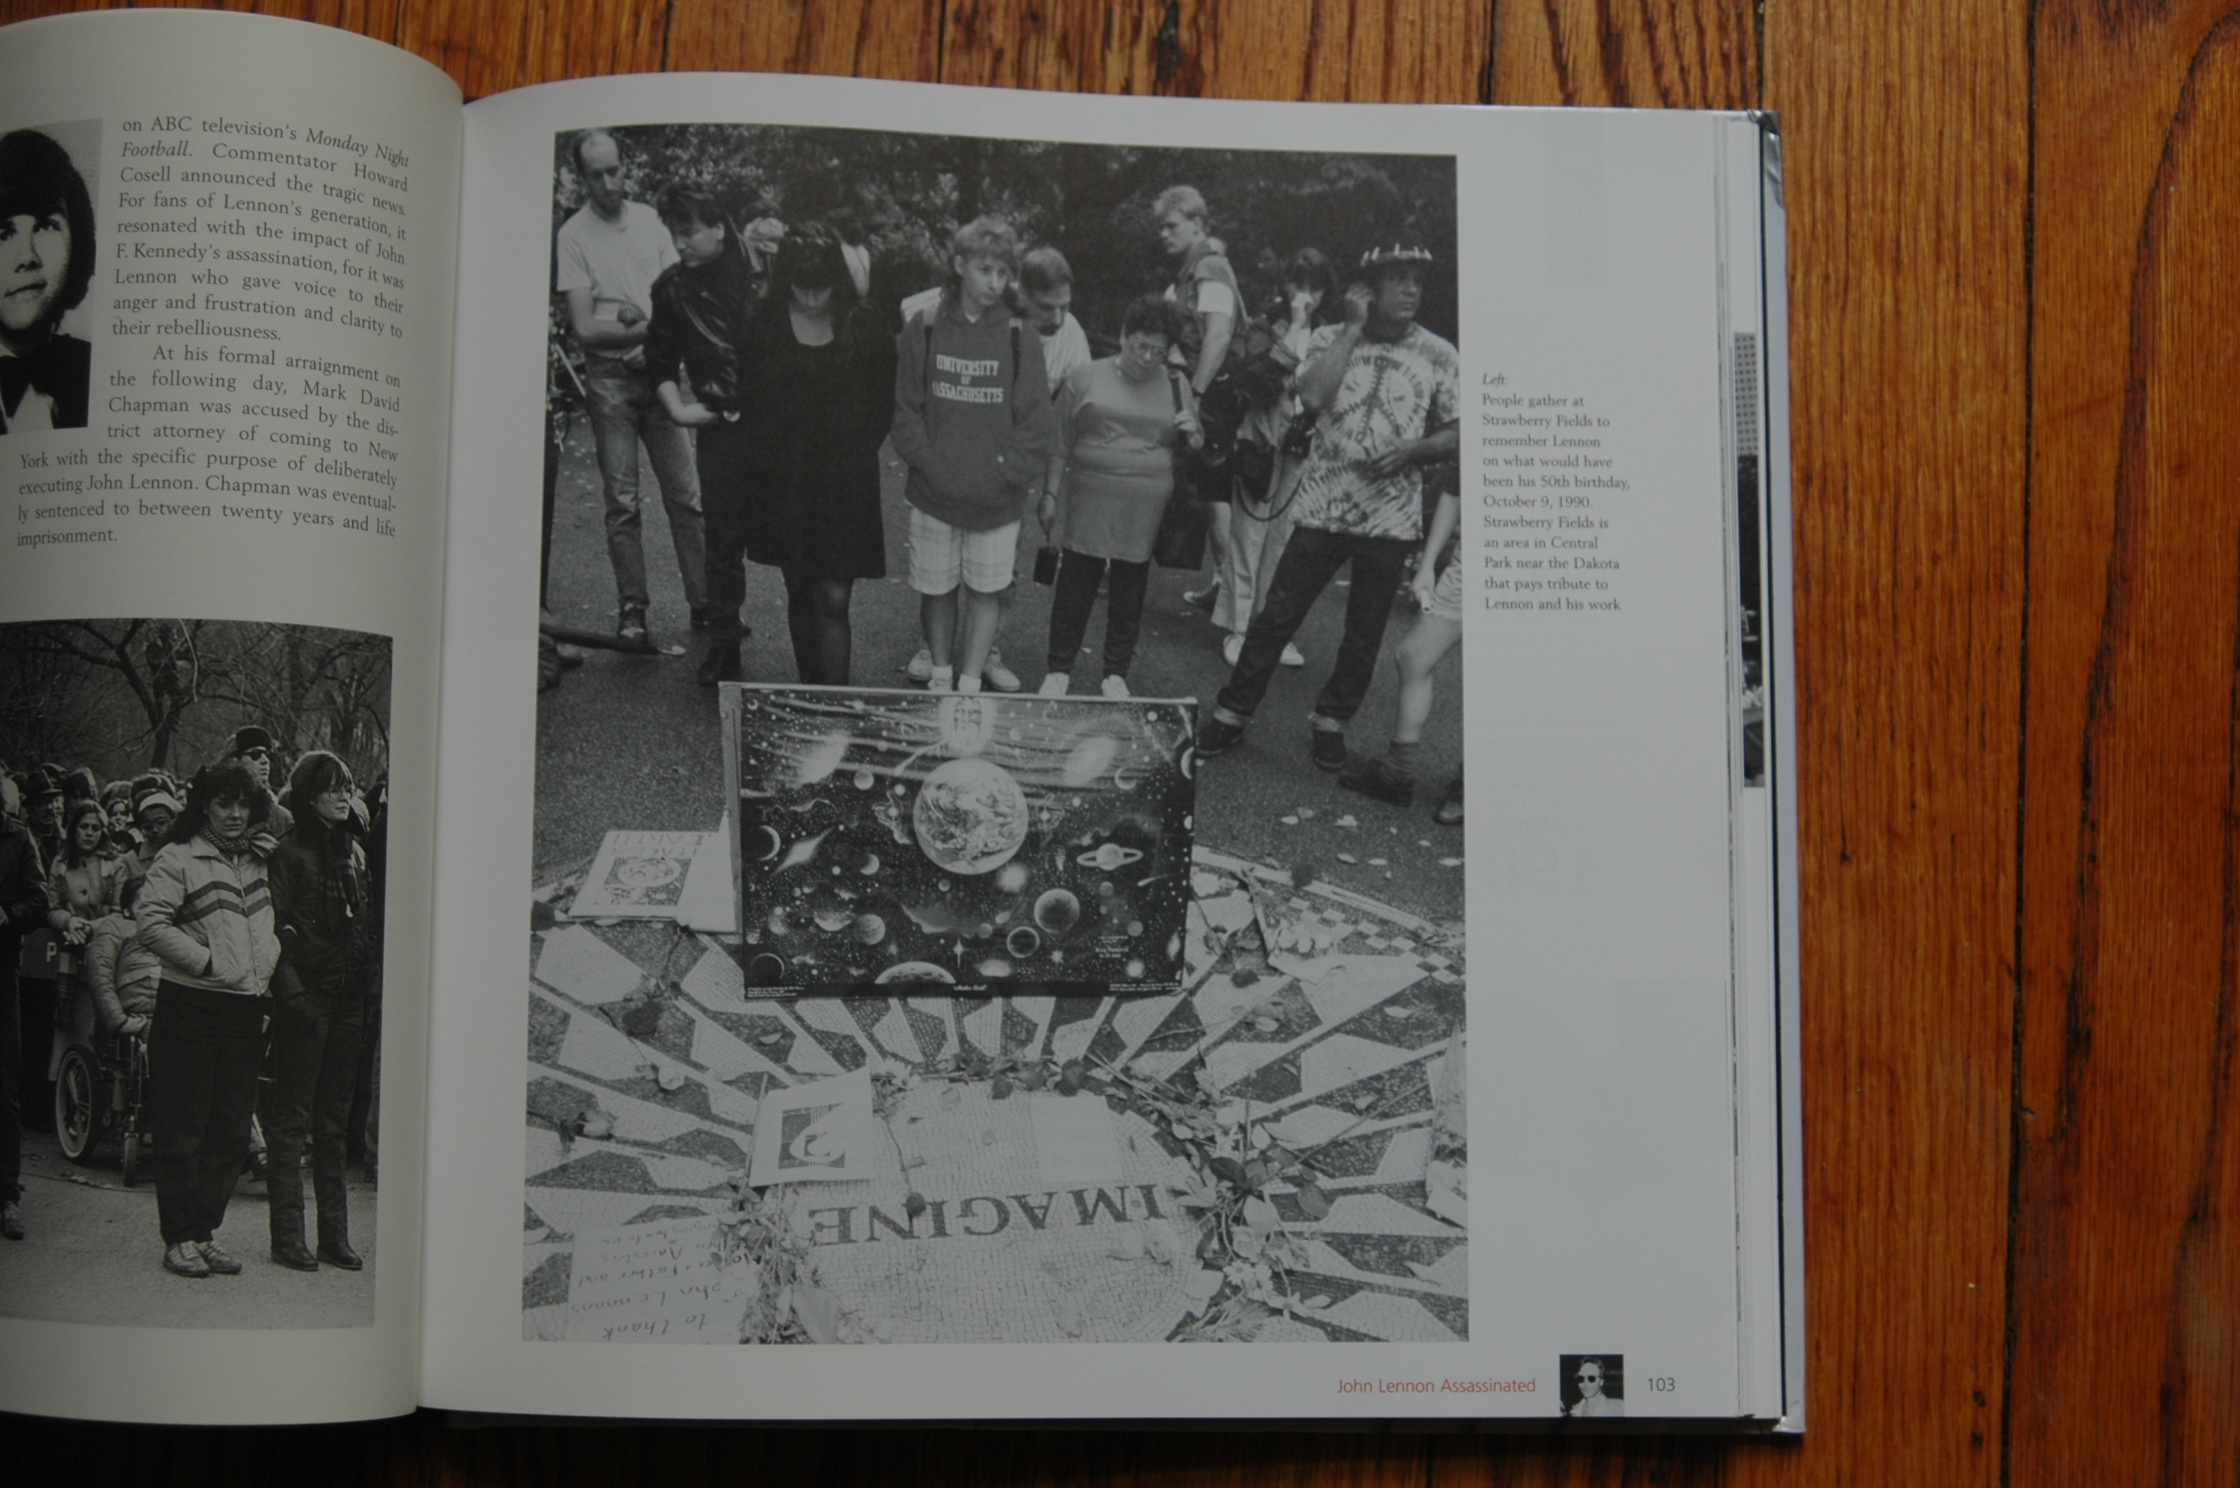 on ABC television's Monday Night
Football. Commentator Howard
Cosell announced the tragic news.
For fans of Lennon's generation, it
resonated with the impact of John
F. Kennedy's assassination, for it was
Lennon who gave voice to their
anger and frustration and clarity to
their rebelliousness.
At his formal arraignment on
the following day, Mark David
Chapman was accused by the dis-
trict attorney of coming to New
York with the specific purpose of deliberately
executing John Lennon. Chapman was eventual-
ly sentenced to between twenty years and life
imprisonment.
P
UNIVERSITY
OF
MASSACHUSETTS
IMAGINE
to thank
John Lennon
Mother + Father and
Left:
People gather at
Strawberry Fields to
remember Lennon
on what would have
been his 50th birthday,
October 9, 1990.
Strawberry Fields is
an area in Central
Park near the Dakota
that pays tribute to
Lennon and his work
John Lennon Assassinated
103